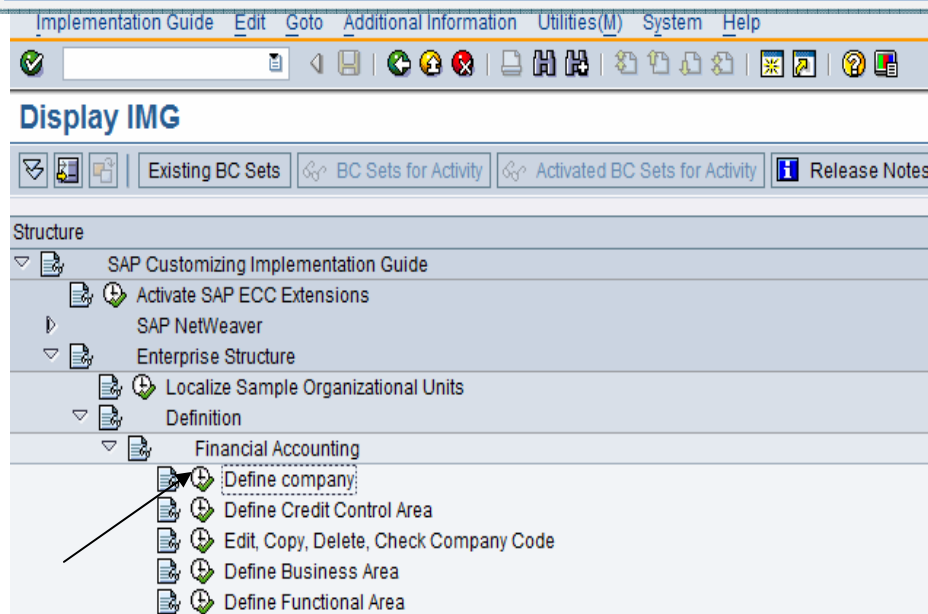 Implementation Guide Edit Goto Additional Information Utilities(M) System Help
Display IMG
Existing BC Sets BC Sets for Activity Activated BC Sets for Activity Release Notes
Structure
SAP Customizing Implementation Guide
Activate SAP ECC Extensions
SAP NetWeaver
Enterprise Structure
Localize Sample Organizational Units
Definition
Financial Accounting
Define company
Define Credit Control Area
Edit, Copy, Delete, Check Company Code
Define Business Area
Define Functional Area